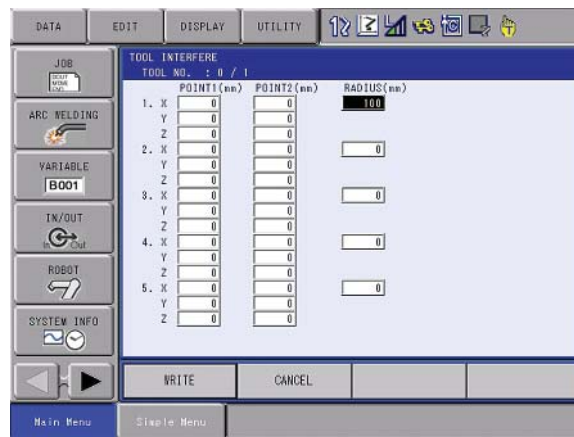 DATA EDIT DISPLAY UTILITY
JOB
DOUT
MOVE
END
ARC WELDING
VARIABLE
B001
IN/OUT
In Out
ROBOT
SYSTEM INFO
TOOL INTERFERE
TOOL NO. : 0 / 1
POINT1(mm) POINT2(mm) RADIUS(mm)
1. X 0 0 100
Y 0 0
Z 0 0
2. X 0 0 0
Y 0 0
Z 0 0
3. X 0 0 0
Y 0 0
Z 0 0
4. X 0 0 0
Y 0 0
Z 0 0
5. X 0 0 0
Y 0 0
Z 0 0
WRITE CANCEL
Main Menu Simple Menu